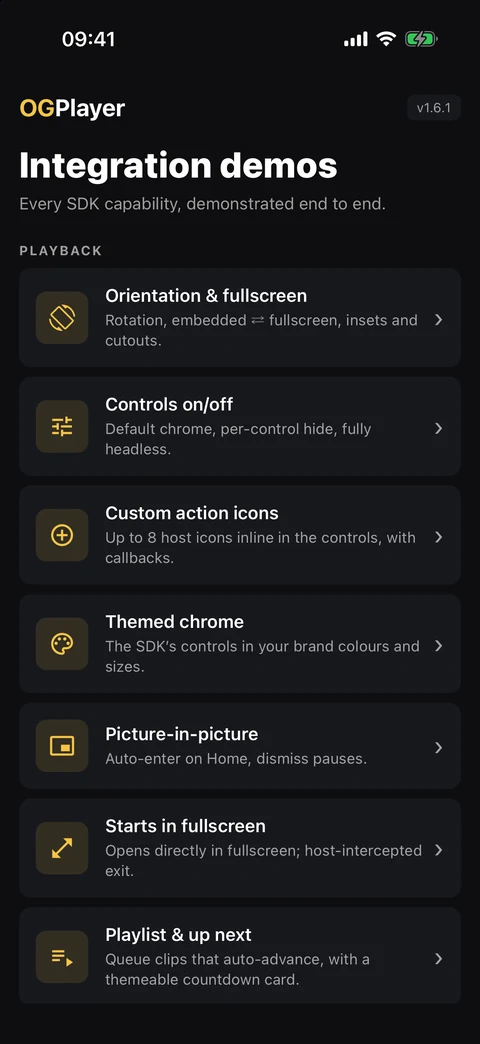 09:41
OGPlayer
v1.6.1
Integration demos
Every SDK capability, demonstrated end to end.
PLAYBACK
Orientation & fullscreen
Rotation, embedded ⇄ fullscreen, insets and
cutouts.
Controls on/off
Default chrome, per-control hide, fully
headless.
Custom action icons
Up to 8 host icons inline in the controls, with
callbacks.
Themed chrome
The SDK's controls in your brand colours and
sizes.
Picture-in-picture
Auto-enter on Home, dismiss pauses.
Starts in fullscreen
Opens directly in fullscreen; host-intercepted
exit.
Playlist & up next
Queue clips that auto-advance, with a
themeable countdown card.